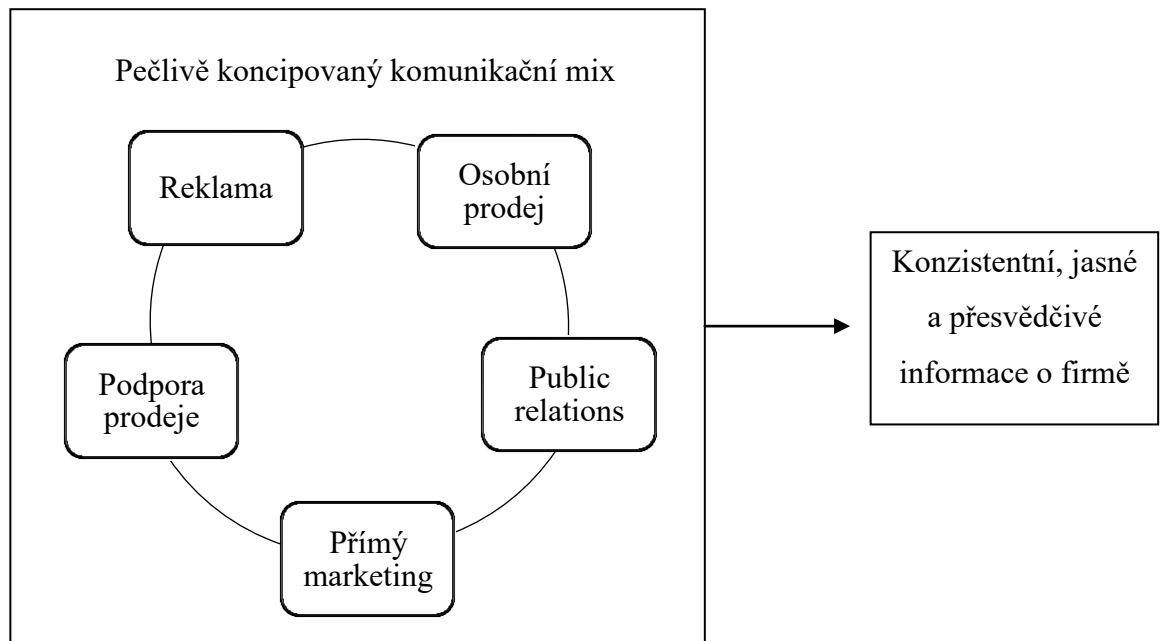 Pečlivě koncipovaný komunikační mix
Reklama
Osobní
prodej
Public
relations
Přímý
marketing
Podpora
prodeje
Konzistentní, jasné
a přesvědčivé
informace o firmě